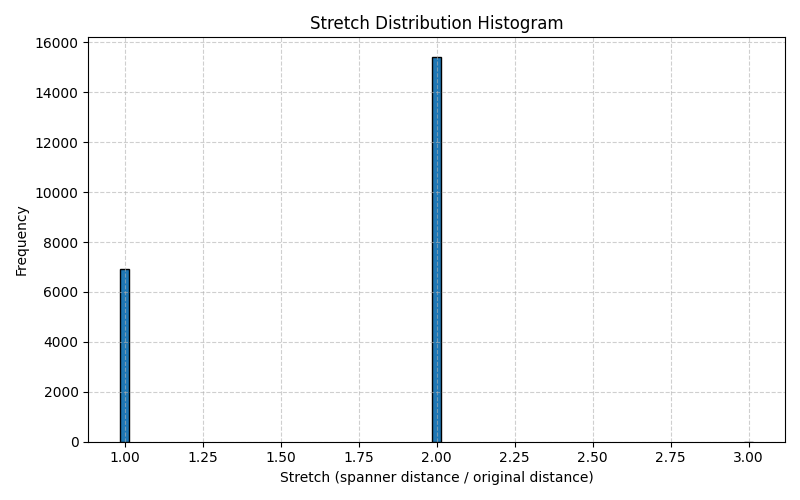 Stretch Distribution Histogram
16000
14000
12000
10000
8000
6000
4000
2000
0
Frequency
1.00 1.25 1.50 1.75 2.00 2.25 2.50 2.75 3.00
Stretch (spanner distance / original distance)